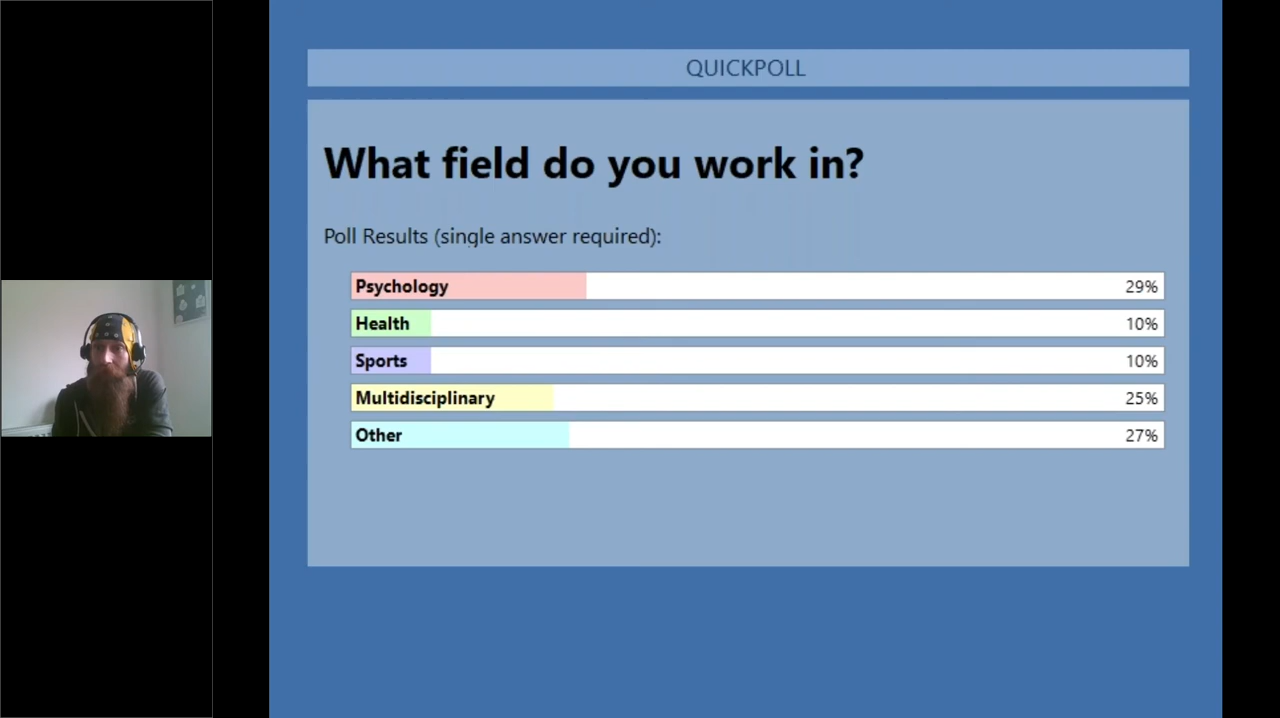 QUICKPOLL
What field do you work in?
Poll Results (single answer required):
Psychology 29%
Health 10%
Sports 10%
Multidisciplinary 25%
Other 27%